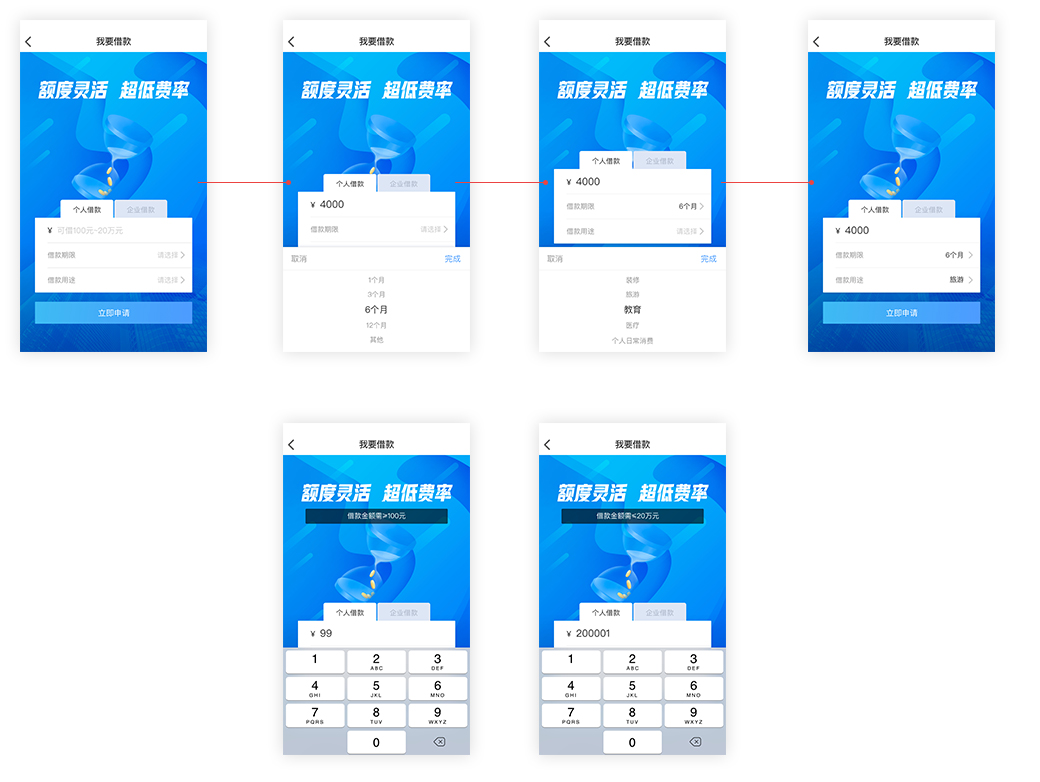 我要借款
额度灵活 超低费率
个人借款 企业借款
¥ 可借100元~20万元
借款期限 请选择
借款用途 请选择
立即申请
我要借款
额度灵活 超低费率
个人借款 企业借款
¥ 4000
借款期限 请选择
取消 完成
1个月
3个月
6个月
12个月
其他
我要借款
额度灵活 超低费率
个人借款 企业借款
¥ 4000
借款期限 6个月
借款用途 请选择
取消 完成
装修
旅游
教育
医疗
个人日常消费
我要借款
额度灵活 超低费率
个人借款 企业借款
¥ 4000
借款期限 6个月
借款用途 旅游
立即申请
我要借款
额度灵活 超低费率
借款金额需≥100元
个人借款 企业借款
¥ 99
1 2 3
ABC DEF
4 5 6
GHI JKL MNO
7 8 9
PQRS TUV WXYZ
0
我要借款
额度灵活 超低费率
借款金额需≤20万元
个人借款 企业借款
¥ 200001
1 2 3
ABC DEF
4 5 6
GHI JKL MNO
7 8 9
PQRS TUV WXYZ
0